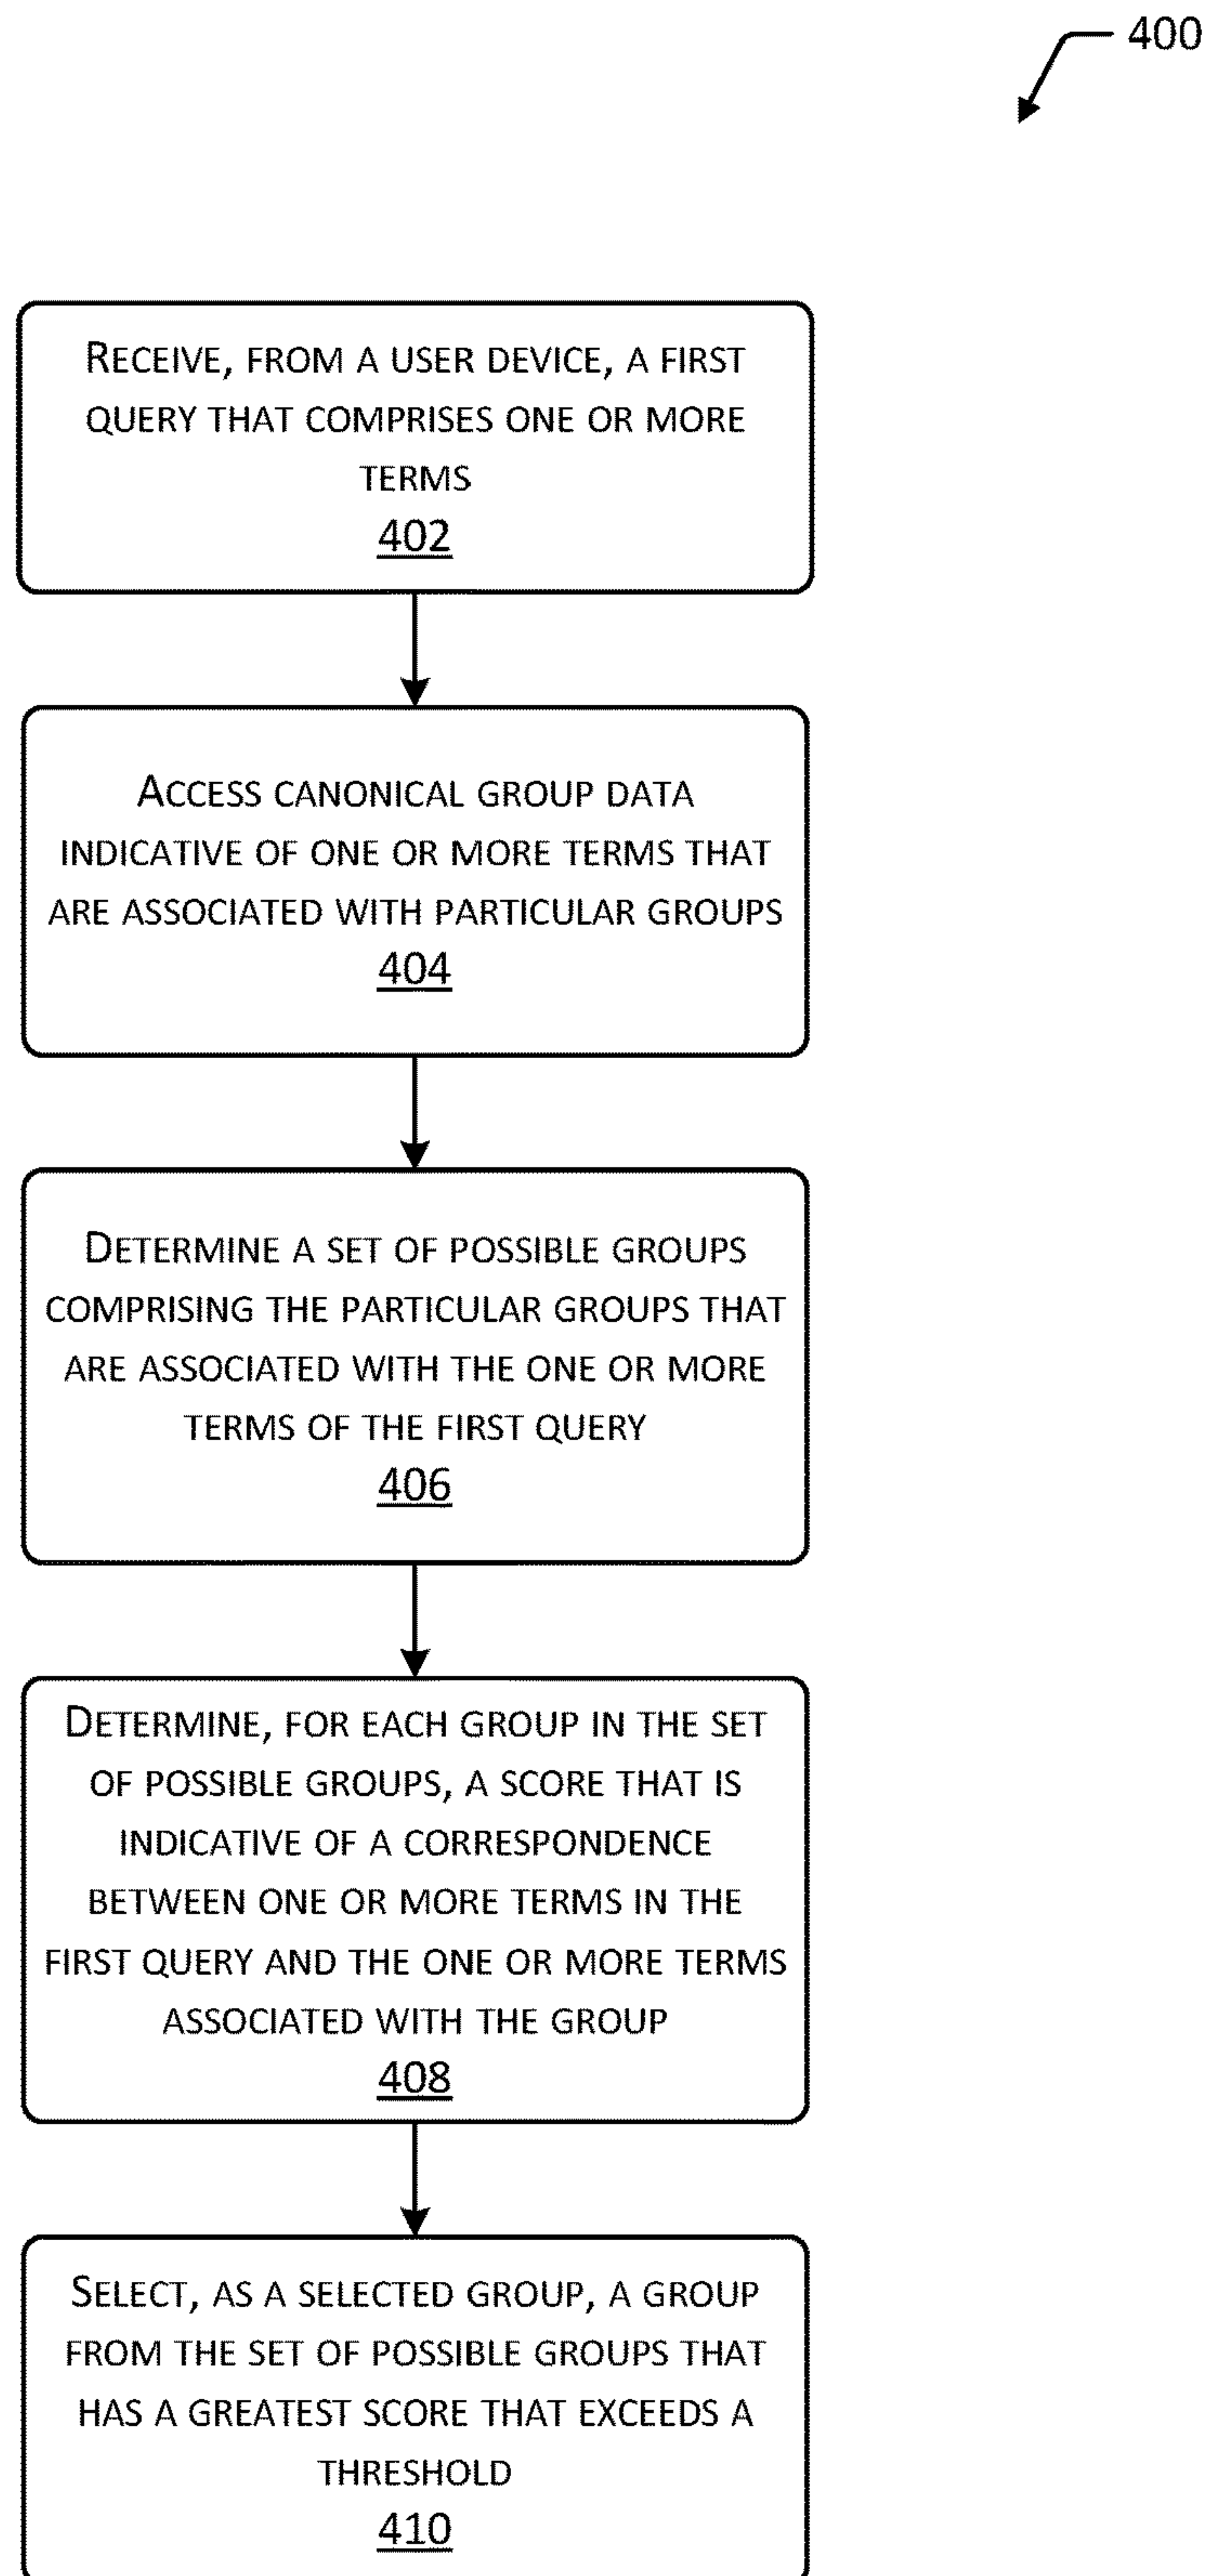 400
RECEIVE, FROM A USER DEVICE, A FIRST
QUERY THAT COMPRISES ONE OR MORE
TERMS
402
ACCESS CANONICAL GROUP DATA
INDICATIVE OF ONE OR MORE TERMS THAT
ARE ASSOCIATED WITH PARTICULAR GROUPS
404
DETERMINE A SET OF POSSIBLE GROUPS
COMPRISING THE PARTICULAR GROUPS THAT
ARE ASSOCIATED WITH THE ONE OR MORE
TERMS OF THE FIRST QUERY
406
DETERMINE, FOR EACH GROUP IN THE SET
OF POSSIBLE GROUPS, A SCORE THAT IS
INDICATIVE OF A CORRESPONDENCE
BETWEEN ONE OR MORE TERMS IN THE
FIRST QUERY AND THE ONE OR MORE TERMS
ASSOCIATED WITH THE GROUP
408
SELECT, AS A SELECTED GROUP, A GROUP
FROM THE SET OF POSSIBLE GROUPS THAT
HAS A GREATEST SCORE THAT EXCEEDS A
THRESHOLD
410